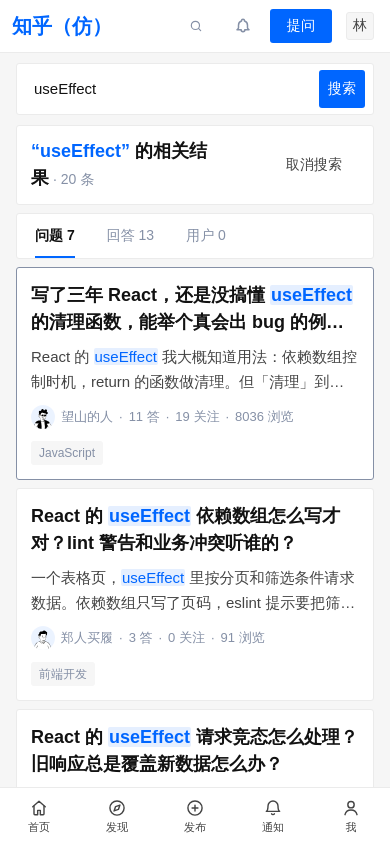 知乎（仿）
提问
林
useEffect
搜索
“useEffect” 的相关结
果 · 20 条
取消搜索
问题 7
回答 13
用户 0
写了三年 React，还是没搞懂 useEffect
的清理函数，能举个真会出 bug 的例…
React 的 useEffect 我大概知道用法：依赖数组控
制时机，return 的函数做清理。但「清理」到…
望山的人 · 11 答 · 19 关注 · 8036 浏览
JavaScript
React 的 useEffect 依赖数组怎么写才
对？lint 警告和业务冲突听谁的？
一个表格页，useEffect 里按分页和筛选条件请求
数据。依赖数组只写了页码，eslint 提示要把筛…
郑人买履 · 3 答 · 0 关注 · 91 浏览
前端开发
React 的 useEffect 请求竞态怎么处理？
旧响应总是覆盖新数据怎么办？
首页
发现
发布
通知
我